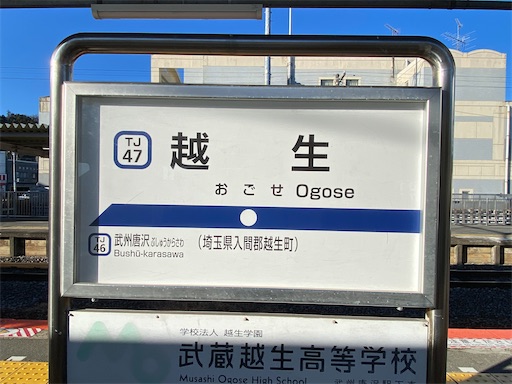 TJ
47
越生
おごせ Ogose
TJ
46
武州唐沢 ぶしゅうからさわ
Bushū-karasawa
（埼玉県入間郡越生町）
学校法人 越生学園
武蔵越生高等学校
Musashi Ogose High School